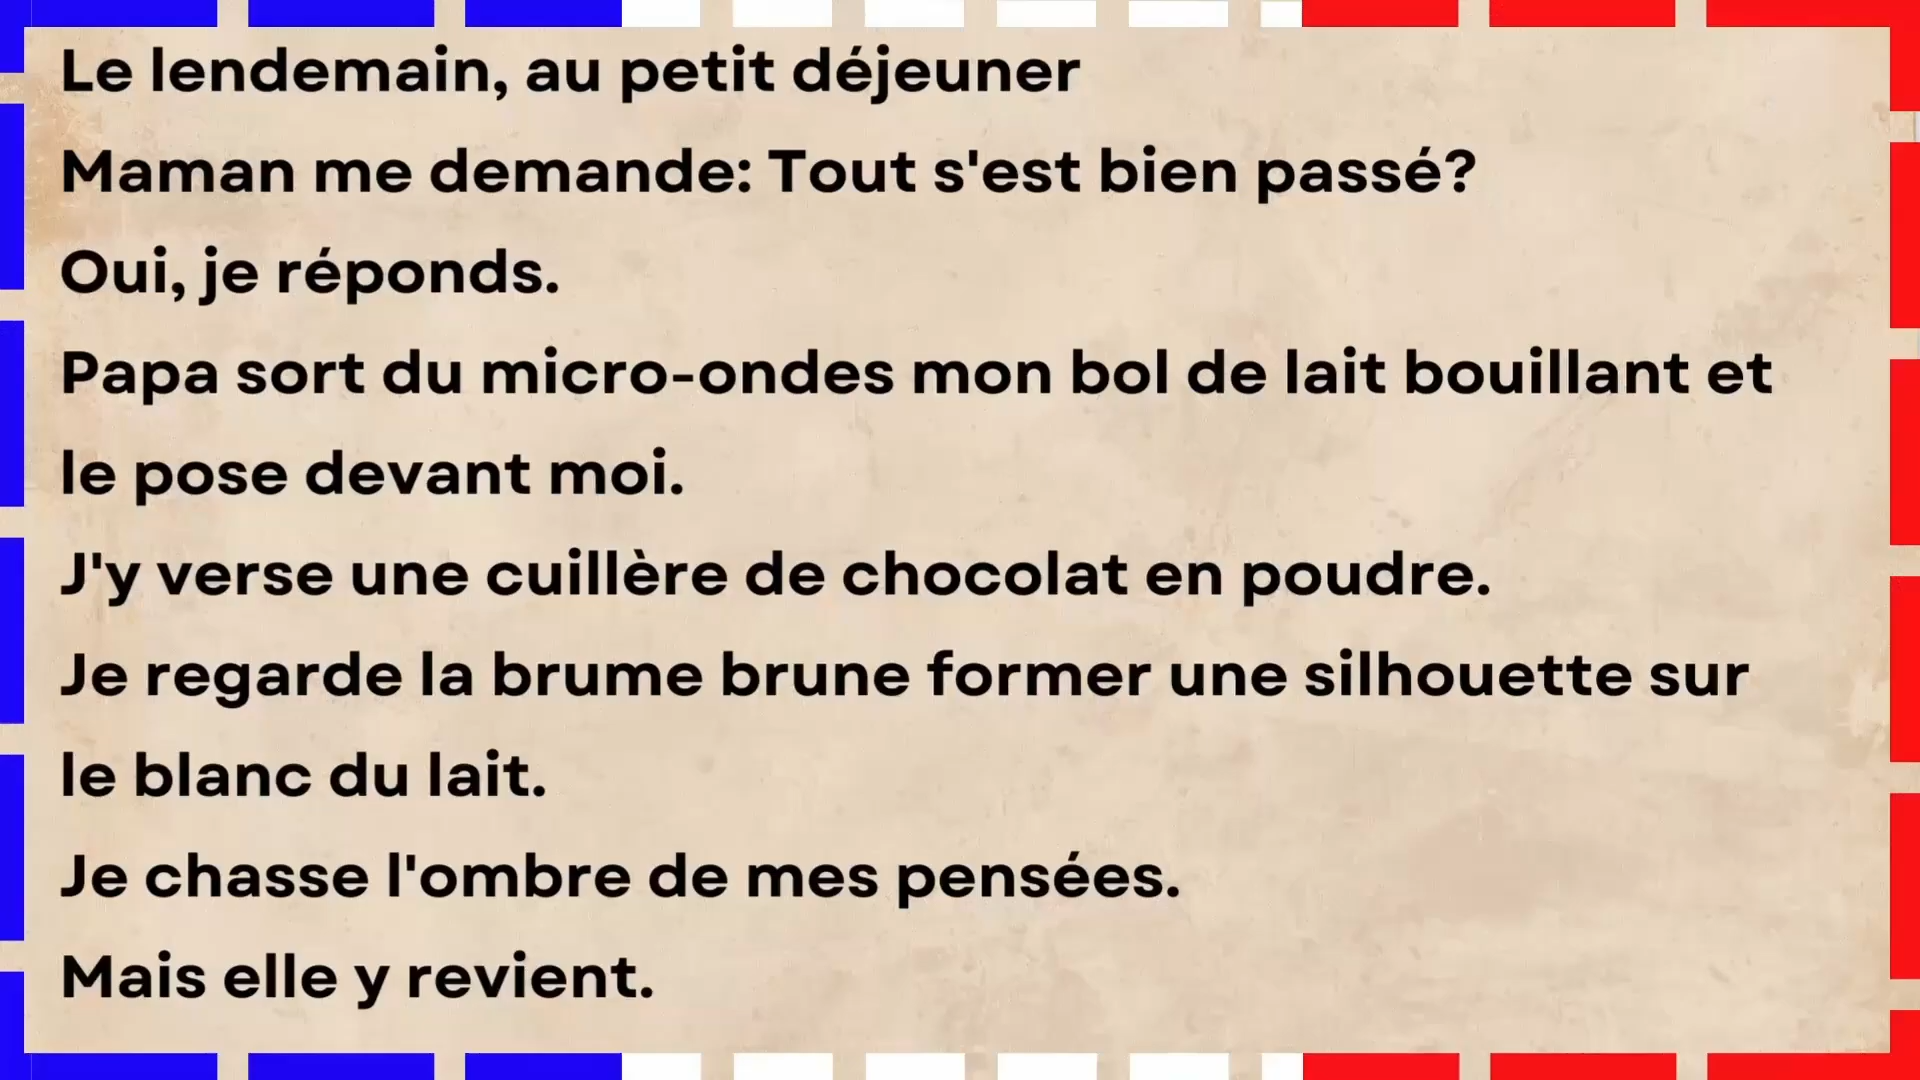 Le lendemain, au petit déjeuner
Maman me demande: Tout s'est bien passé?
Oui, je réponds.
Papa sort du micro-ondes mon bol de lait bouillant et
le pose devant moi.
J'y verse une cuillère de chocolat en poudre.
Je regarde la brume brune former une silhouette sur
le blanc du lait.
Je chasse l'ombre de mes pensées.
Mais elle y revient.